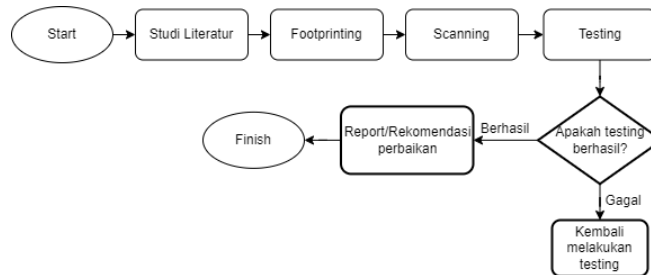 Start
Studi Literatur
Footprinting
Scanning
Testing
Apakah testing
berhasil?
Berhasil
Report/Rekomendasi
perbaikan
Finish
Gagal
Kembali
melakukan
testing